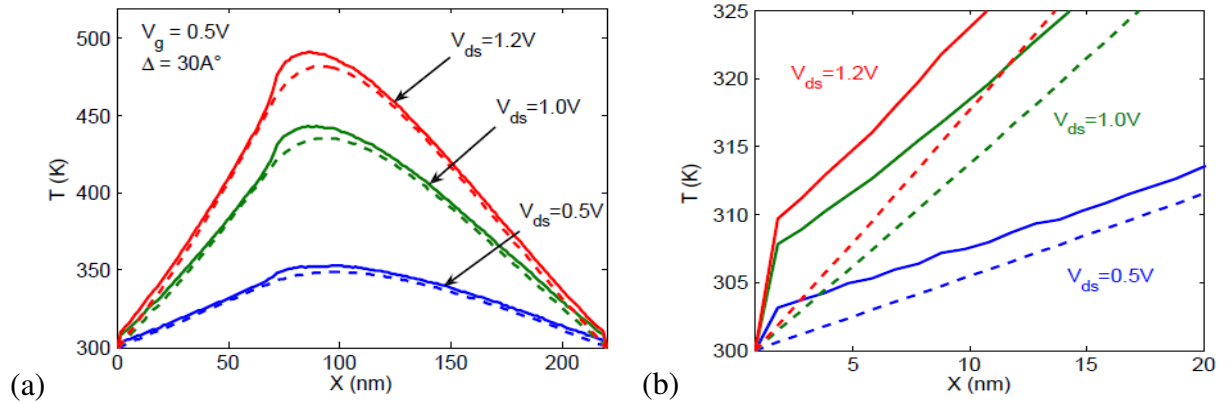 500
450
400
350
300
T (K)
V_g = 0.5V
Δ = 30A°
V_ds=1.2V
V_ds=1.0V
V_ds=0.5V
0 50 100 150 200
X (nm)
(a)
325
320
315
310
305
300
T (K)
V_ds=1.2V
V_ds=1.0V
V_ds=0.5V
5 10 15 20
X (nm)
(b)